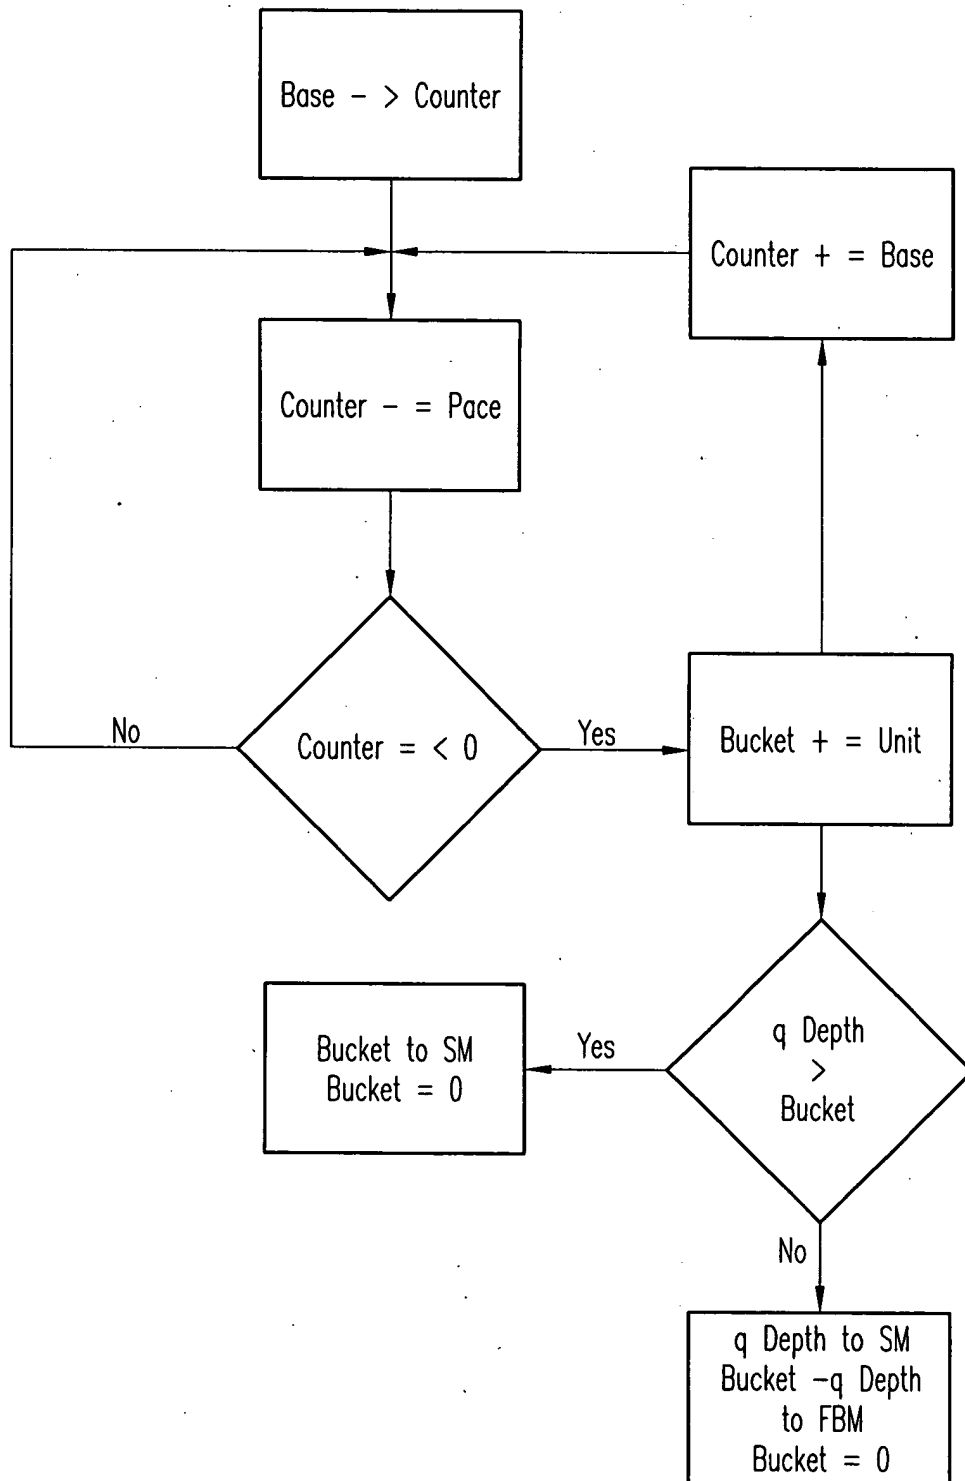 Base - > Counter
Counter + = Base
Counter - = Pace
No
Counter = < 0
Yes
Bucket + = Unit
Bucket to SM
Bucket = 0
Yes
q Depth
>
Bucket
No
q Depth to SM
Bucket -q Depth
to FBM
Bucket = 0